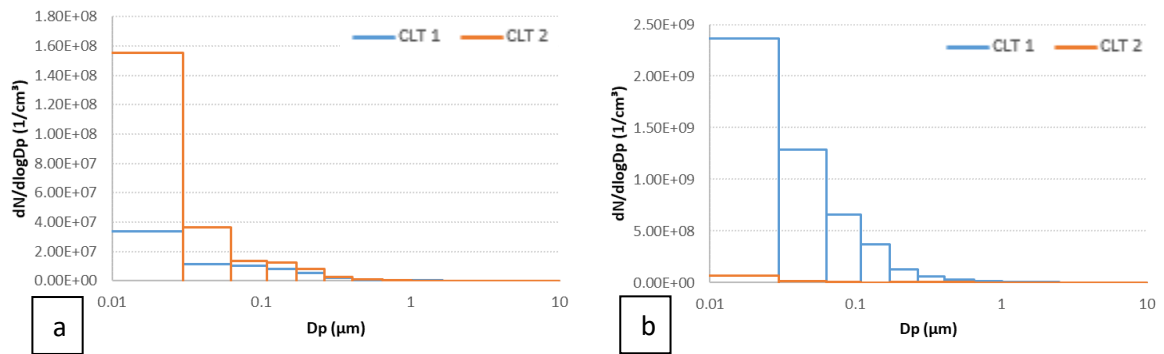 1.80E+08
1.60E+08
1.40E+08
1.20E+08
1.00E+08
8.00E+07
6.00E+07
4.00E+07
2.00E+07
0.00E+00
dN/dlogDp (1/cm³)
CLT 1 CLT 2
0.01 0.1 1 10
Dp (µm)
a
2.50E+09
2.00E+09
1.50E+09
1.00E+09
5.00E+08
0.00E+00
dN/dlogDp (1/cm³)
CLT 1 CLT 2
0.01 0.1 1 10
Dp (µm)
b